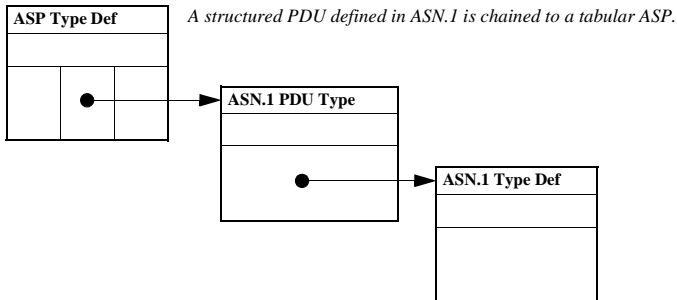 ASP Type Def
A structured PDU defined in ASN.1 is chained to a tabular ASP.
ASN.1 PDU Type
ASN.1 Type Def